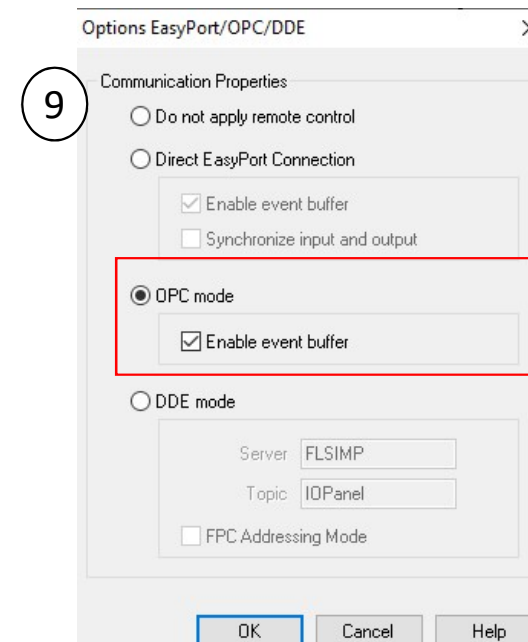 Options EasyPort/OPC/DDE
9
Communication Properties
Do not apply remote control
Direct EasyPort Connection
Enable event buffer
Synchronize input and output
OPC mode
Enable event buffer
DDE mode
Server FLSIMP
Topic IOPanel
FPC Addressing Mode
OK Cancel Help